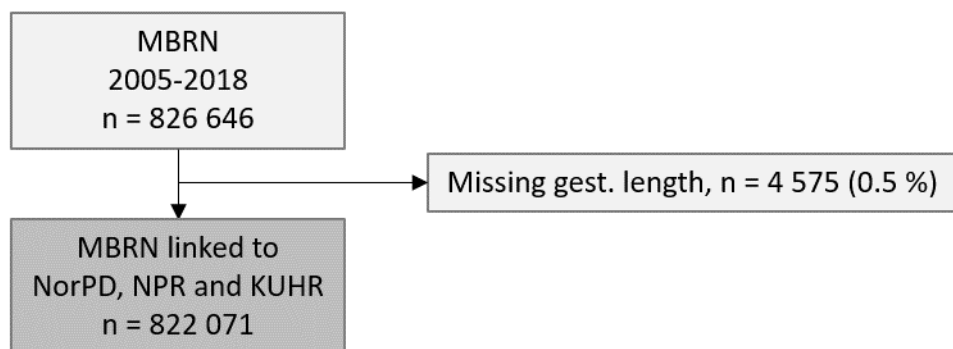 MBRN
2005-2018
n = 826 646
Missing gest. length, n = 4 575 (0.5 %)
MBRN linked to
NorPD, NPR and KUHR
n = 822 071